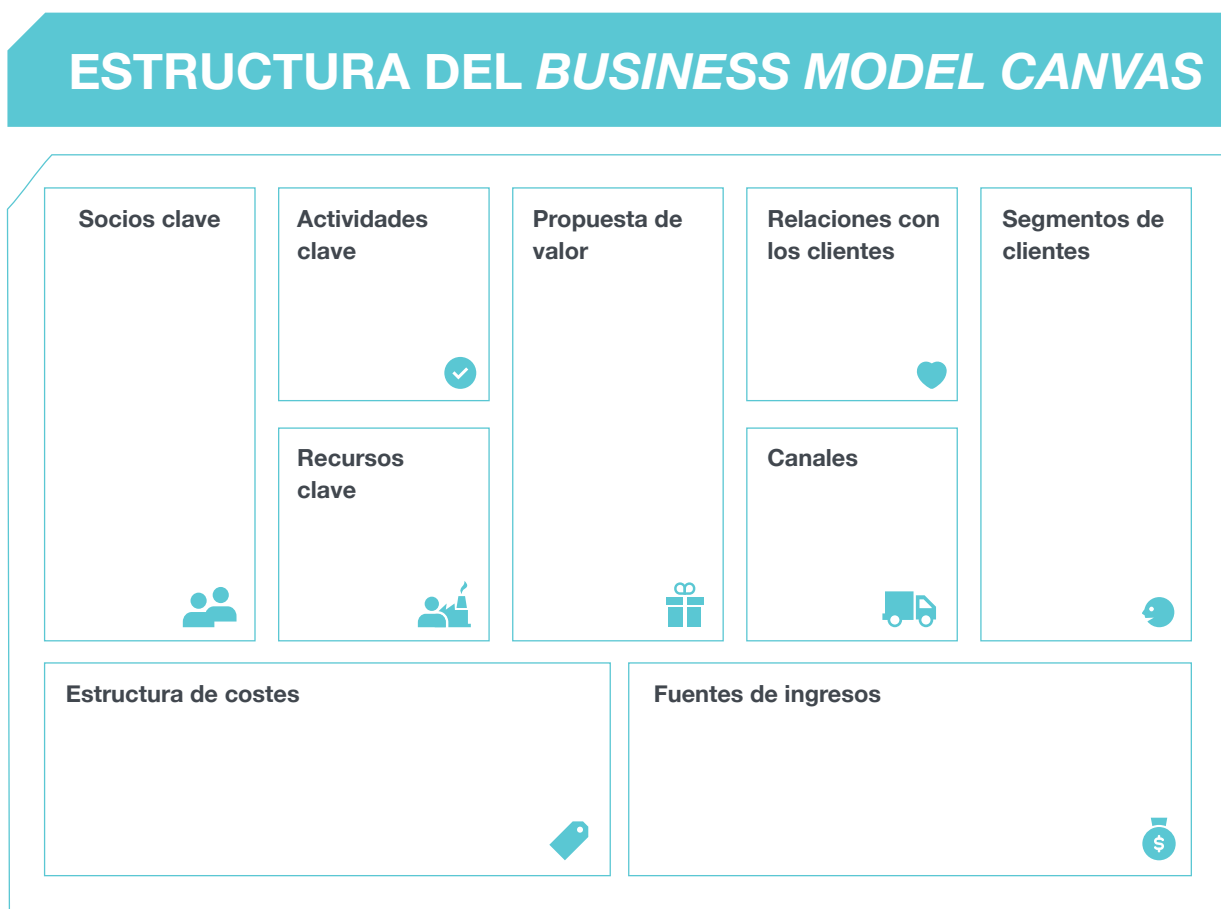 ESTRUCTURA DEL BUSINESS MODEL CANVAS
Socios clave
Actividades
clave
Propuesta de
valor
Relaciones con
los clientes
Segmentos de
clientes
Recursos
clave
Canales
Estructura de costes
Fuentes de ingresos
$